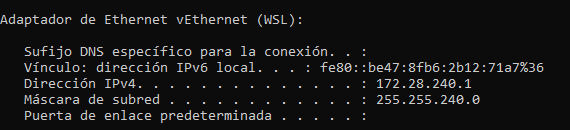 Adaptador de Ethernet vEthernet (WSL):
Sufijo DNS específico para la conexión. . :
Vínculo: dirección IPv6 local. . . : fe80::be47:8fb6:2b12:71a7%36
Dirección IPv4. . . . . . . . . . . . . . : 172.28.240.1
Máscara de subred . . . . . . . . . . . . : 255.255.240.0
Puerta de enlace predeterminada . . . . . :